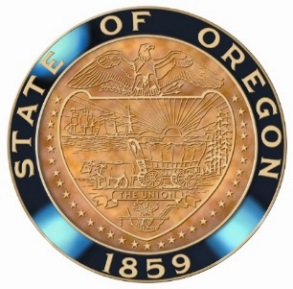 STATE OF OREGON
THE UNION
1859